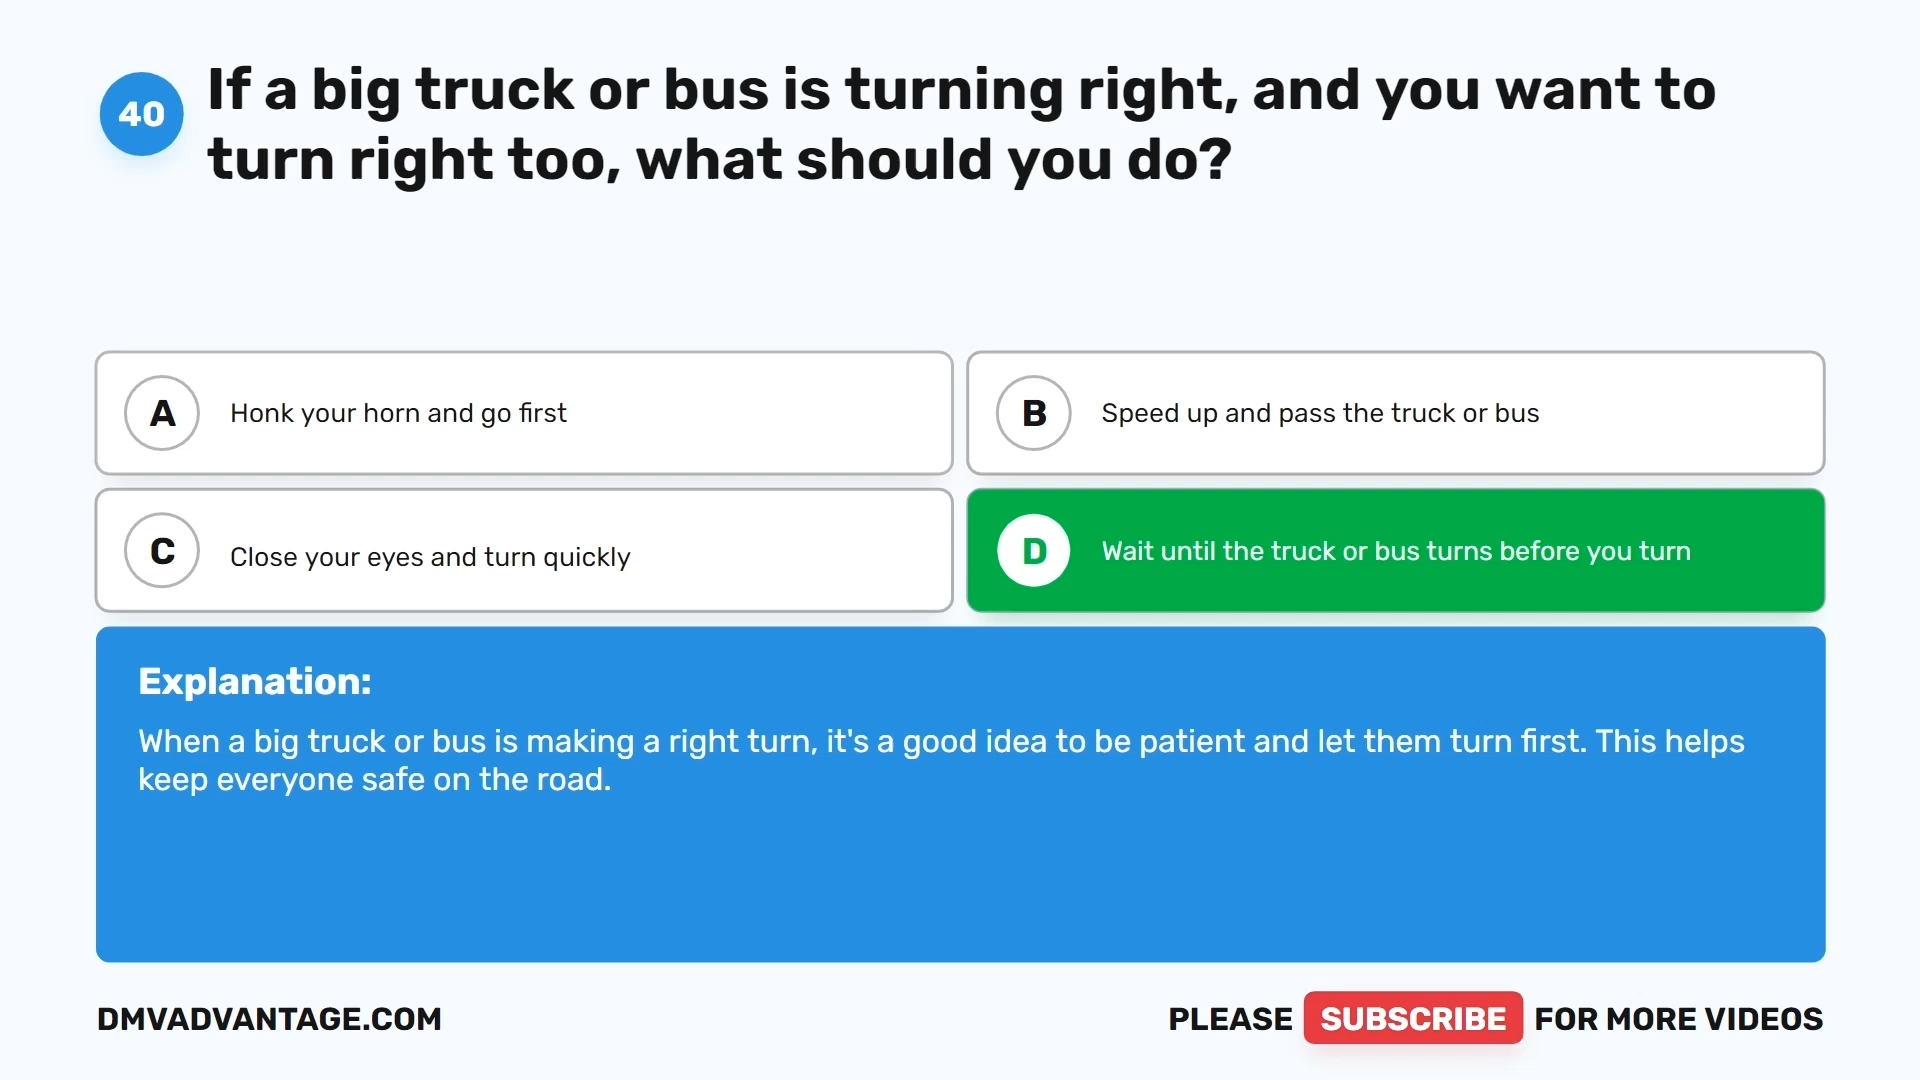 40
If a big truck or bus is turning right, and you want to
turn right too, what should you do?
A
Honk your horn and go first
B
Speed up and pass the truck or bus
C
Close your eyes and turn quickly
D
Wait until the truck or bus turns before you turn
Explanation:
When a big truck or bus is making a right turn, it's a good idea to be patient and let them turn first. This helps
keep everyone safe on the road.
DMVADVANTAGE.COM
PLEASE SUBSCRIBE FOR MORE VIDEOS